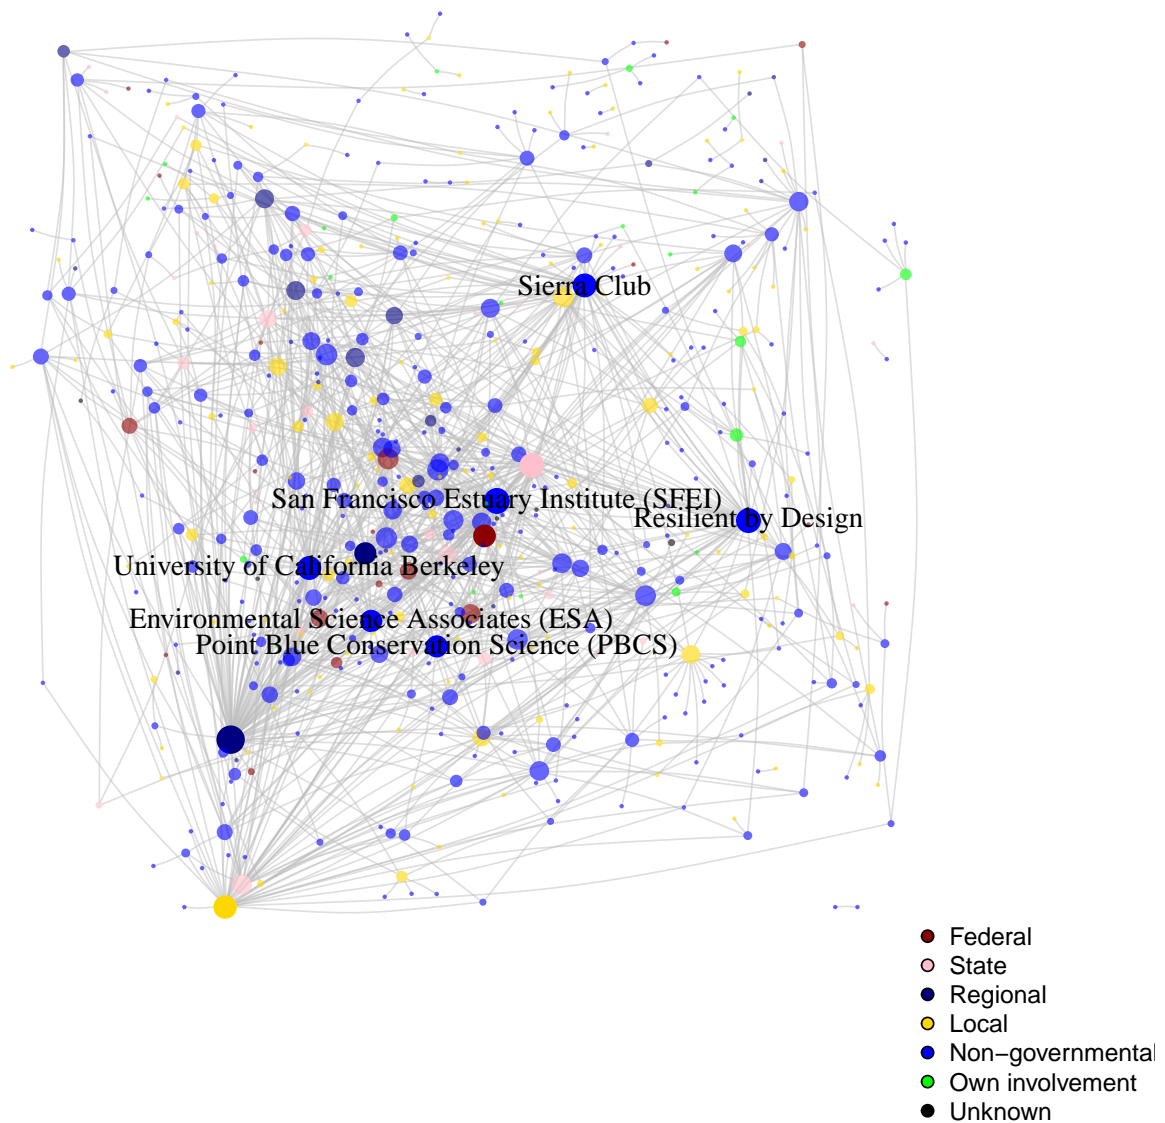 Sierra Club
San Francisco Estuary Institute (SFEI)
Resilient by Design
University of California Berkeley
Environmental Science Associates (ESA)
Point Blue Conservation Science (PBCS)
Federal
State
Regional
Local
Non−governmental
Own involvement
Unknown